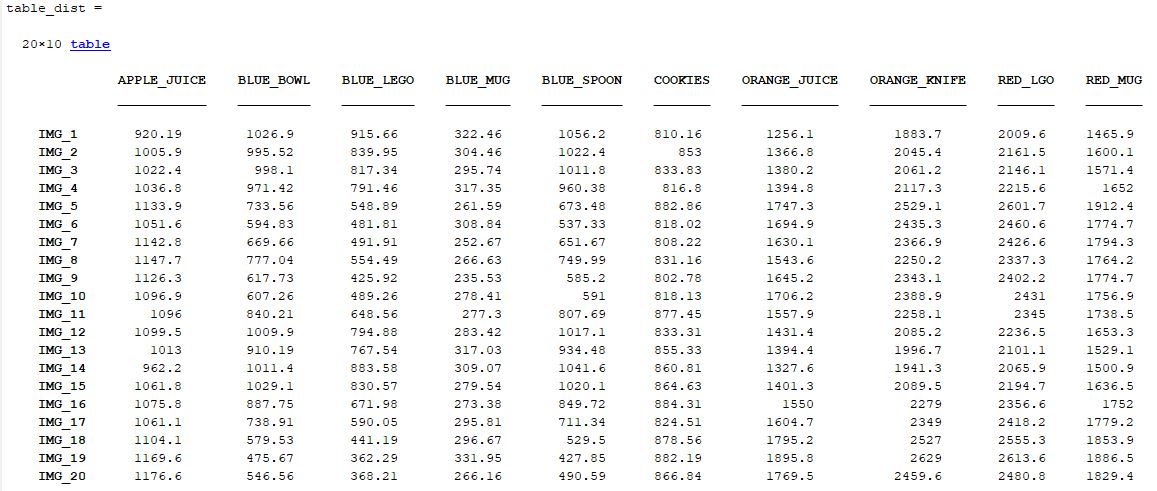 table_dist =
20×10 table
APPLE_JUICE BLUE_BOWL BLUE_LEGO BLUE_MUG BLUE_SPOON COOKIES ORANGE_JUICE ORANGE_KNIFE RED_LGO RED_MUG
IMG_1 920.19 1026.9 915.66 322.46 1056.2 810.16 1256.1 1883.7 2009.6 1465.9
IMG_2 1005.9 995.52 839.95 304.46 1022.4 853 1366.8 2045.4 2161.5 1600.1
IMG_3 1022.4 998.1 817.34 295.74 1011.8 833.83 1380.2 2061.2 2146.1 1571.4
IMG_4 1036.8 971.42 791.46 317.35 960.38 816.8 1394.8 2117.3 2215.6 1652
IMG_5 1133.9 733.56 548.89 261.59 673.48 882.86 1747.3 2529.1 2601.7 1912.4
IMG_6 1051.6 594.83 481.81 308.84 537.33 818.02 1694.9 2435.3 2460.6 1774.7
IMG_7 1142.8 669.66 491.91 252.67 651.67 808.22 1630.1 2366.9 2426.6 1794.3
IMG_8 1147.7 777.04 554.49 266.63 749.99 831.16 1543.6 2250.2 2337.3 1764.2
IMG_9 1126.3 617.73 425.92 235.53 585.2 802.78 1645.2 2343.1 2402.2 1774.7
IMG_10 1096.9 607.26 489.26 278.41 591 818.13 1706.2 2388.9 2431 1756.9
IMG_11 1096 840.21 648.56 277.3 807.69 877.45 1557.9 2258.1 2345 1738.5
IMG_12 1099.5 1009.9 794.88 283.42 1017.1 833.31 1431.4 2085.2 2236.5 1653.3
IMG_13 1013 910.19 767.54 317.03 934.48 855.33 1394.4 1996.7 2101.1 1529.1
IMG_14 962.2 1011.4 883.58 309.07 1041.6 860.81 1327.6 1941.3 2065.9 1500.9
IMG_15 1061.8 1029.1 830.57 279.54 1020.1 864.63 1401.3 2089.5 2194.7 1636.5
IMG_16 1075.8 887.75 671.98 273.38 849.72 884.31 1550 2279 2356.6 1752
IMG_17 1061.1 738.91 590.05 295.81 711.34 824.51 1604.7 2349 2418.2 1779.2
IMG_18 1104.1 579.53 441.19 296.67 529.5 878.56 1795.2 2527 2555.3 1853.9
IMG_19 1169.6 475.67 362.29 331.95 427.85 882.19 1895.8 2629 2613.6 1886.5
IMG_20 1176.6 546.56 368.21 266.16 490.59 866.84 1769.5 2459.6 2480.8 1829.4